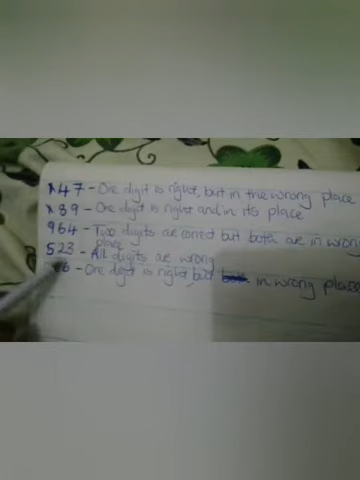 147 - One digit is right, but in the wrong place
189 - One digit is right and in its place
964 - Two digits are correct but both are in wrong
place
523 - All digits are wrong
6 - One digit is right, but in wrong place